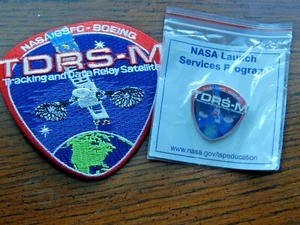 NASA/GSFC - BOEING
TDRS-M
Tracking and Data Relay Satellite
NASA Launch
Services Program
TDRS-M
www.nasa.gov/lspeducation